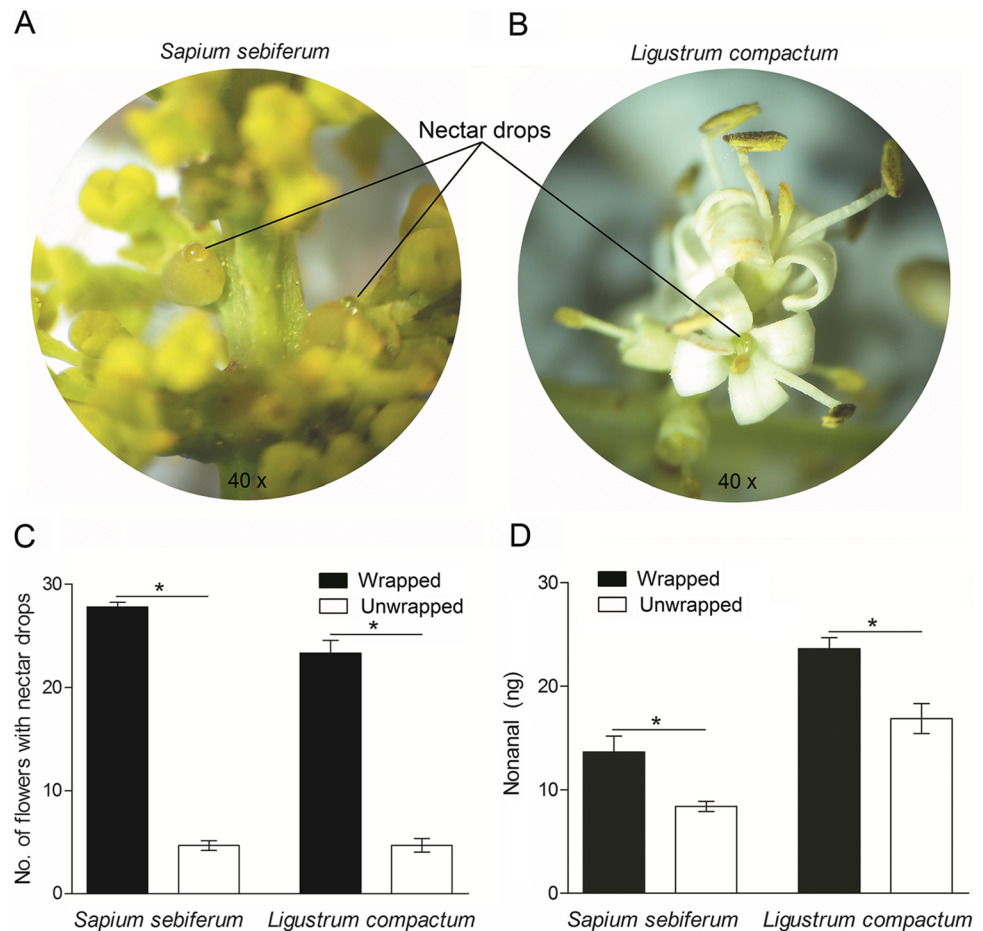 A
B
Sapium sebiferum
Ligustrum compactum
Nectar drops
40 x
40 x
C
D
30
20
10
0
No. of flowers with nectar drops
Wrapped
Unwrapped
*
*
Sapium sebiferum
Ligustrum compactum
30
20
10
0
Nonanal (ng)
Wrapped
Unwrapped
*
*
Sapium sebiferum
Ligustrum compactum